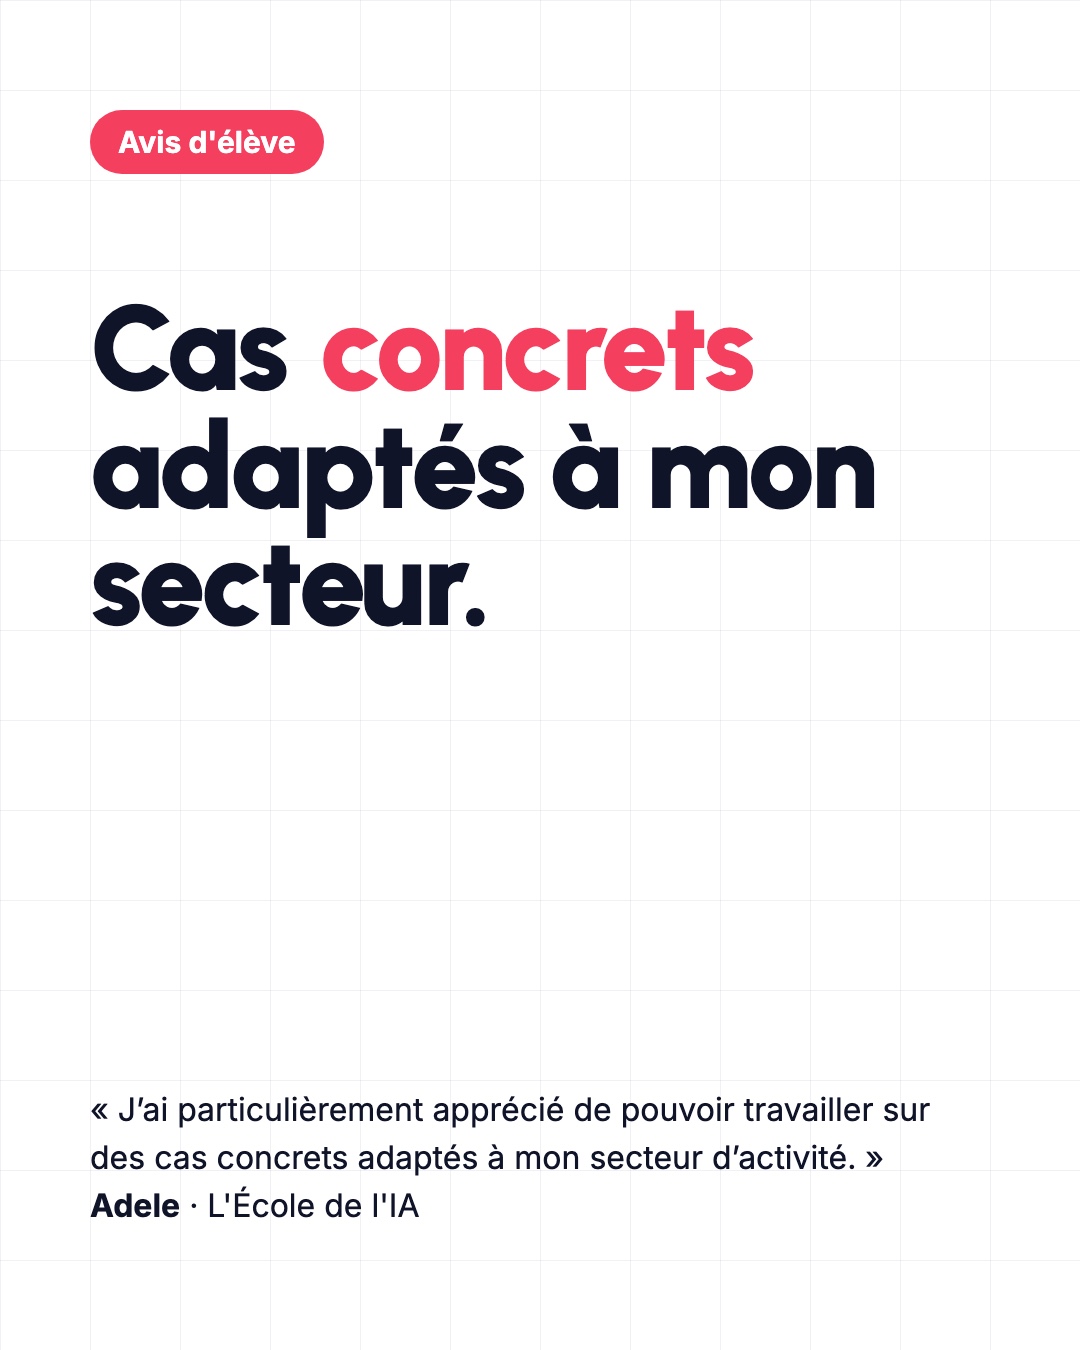 Avis d'élève
Cas concrets
adaptés à mon
secteur.
« J’ai particulièrement apprécié de pouvoir travailler sur
des cas concrets adaptés à mon secteur d’activité. »
Adele · L'École de l'IA